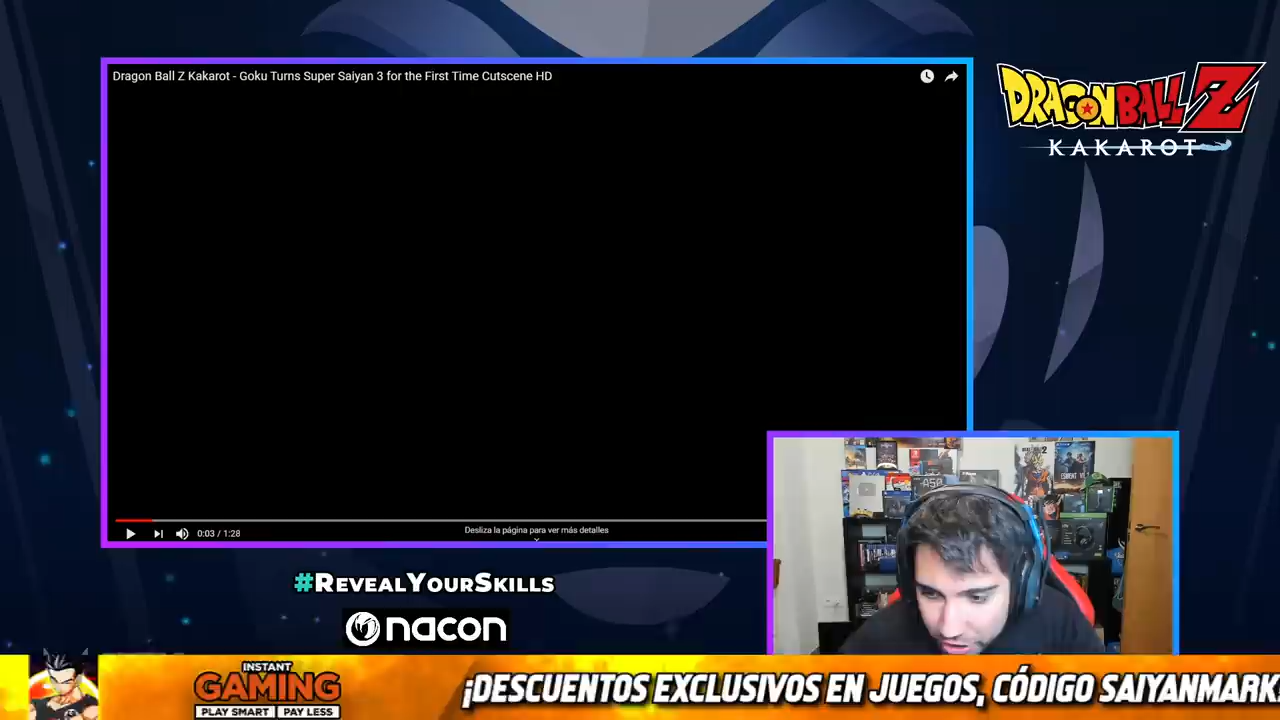 Dragon Ball Z Kakarot - Goku Turns Super Saiyan 3 for the First Time Cutscene HD
DRAGON BALL Z
KAKAROT
0:03 / 1:28
Desliza la página para ver más detalles
#REVEALYOURSKILLS
nacon
INSTANT
GAMING
PLAY SMART | PAY LESS
¡DESCUENTOS EXCLUSIVOS EN JUEGOS, CÓDIGO SAIYANMARK